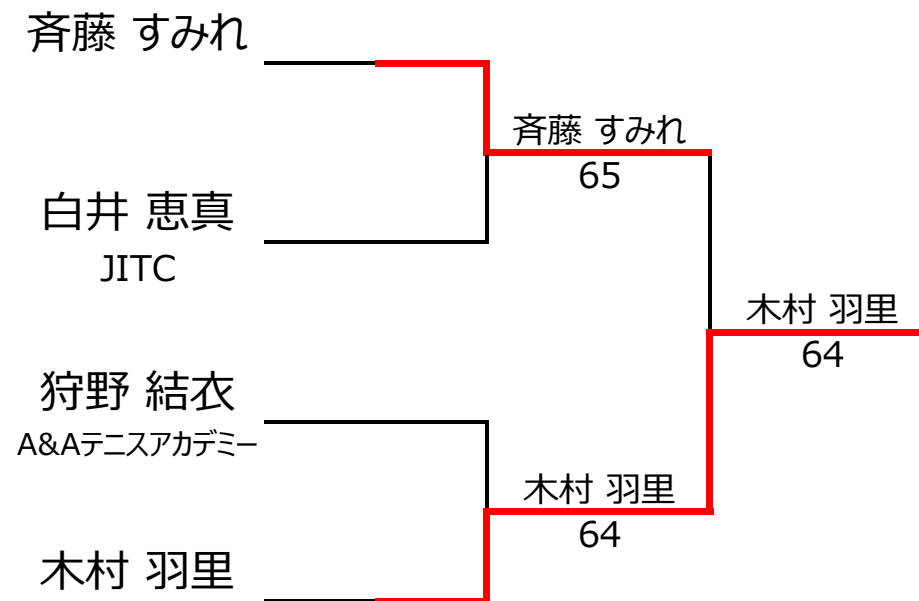 斉藤 すみれ
白井 恵真
JITC
狩野 結衣
A&Aテニスアカデミー
木村 羽里
斉藤 すみれ
65
木村 羽里
64
木村 羽里
64